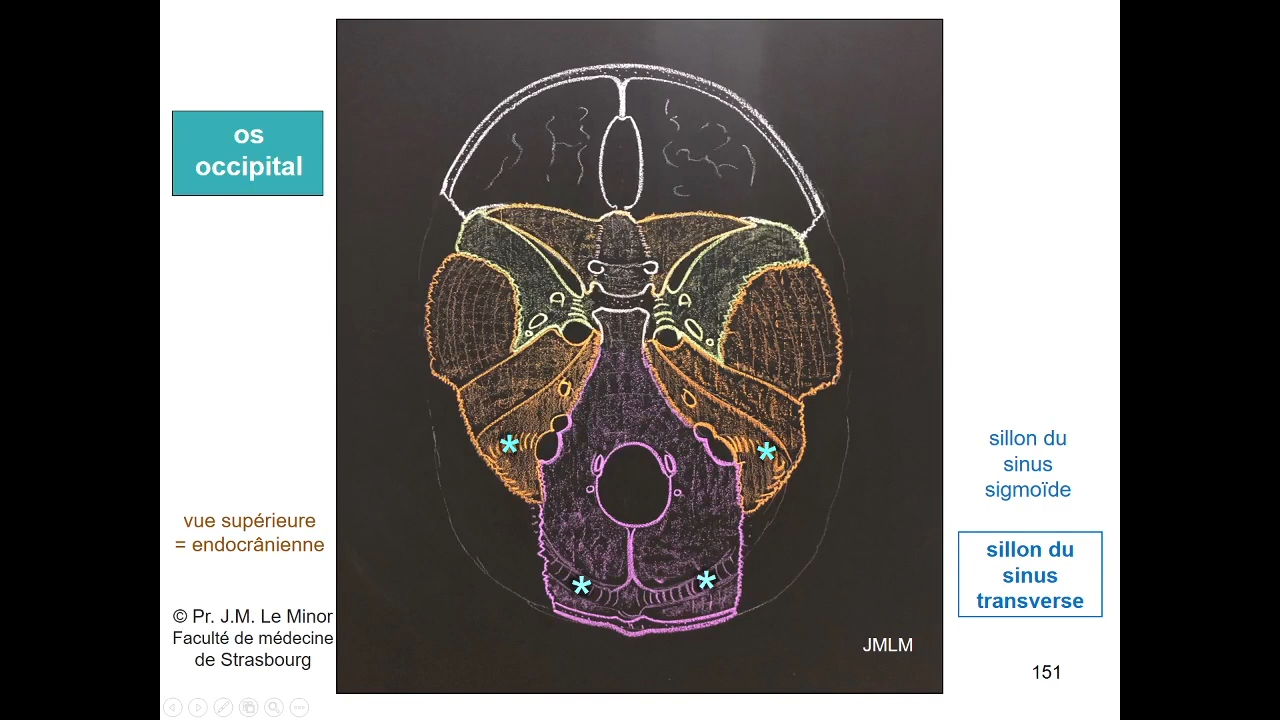 os
occipital
vue supérieure
= endocrânienne
© Pr. J.M. Le Minor
Faculté de médecine
de Strasbourg
JMLM
sillon du
sinus
sigmoïde
sillon du
sinus
transverse
151